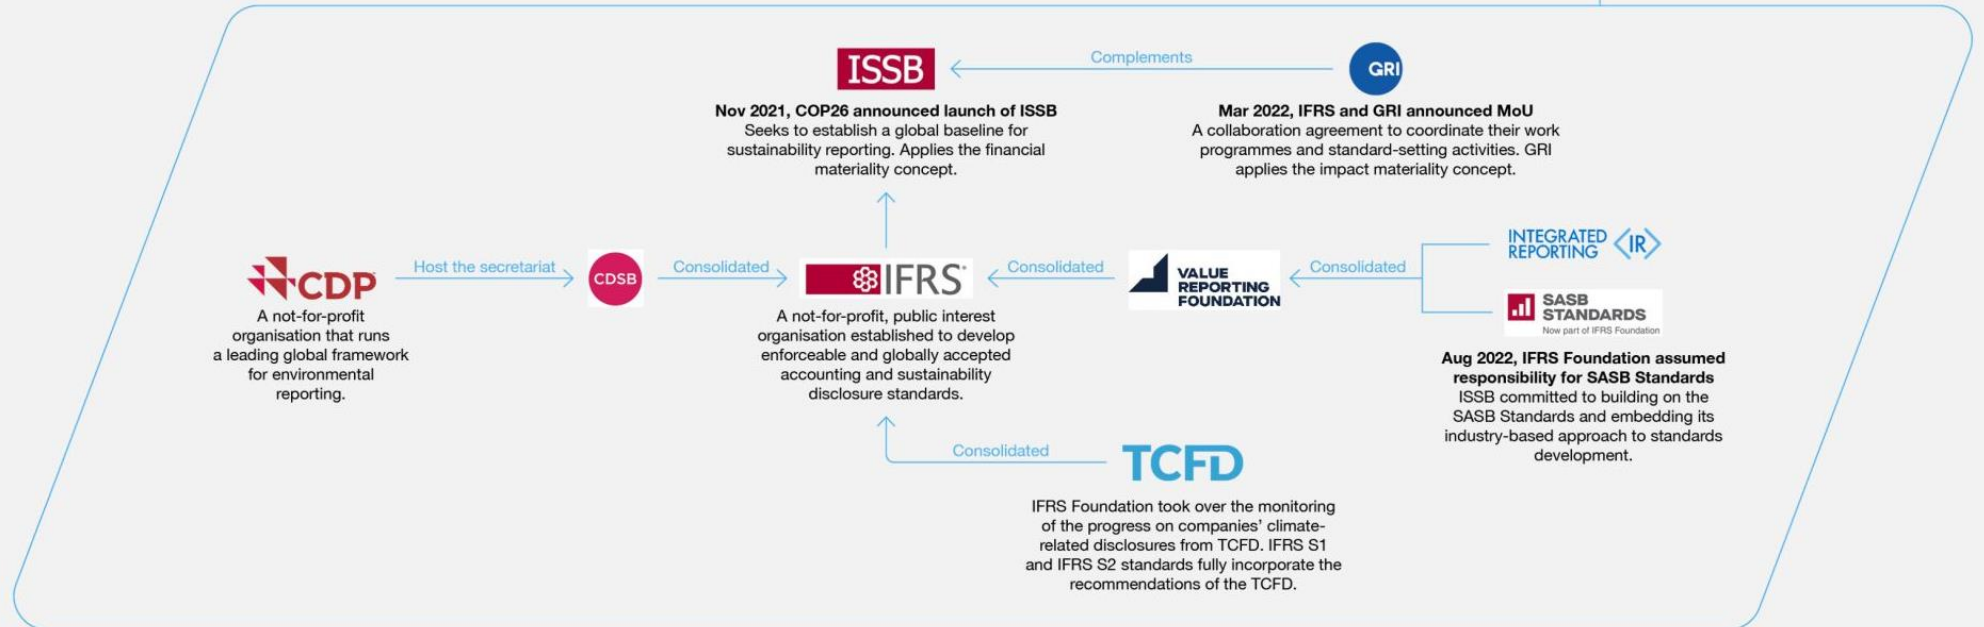 ISSB
Complements
GRI
Nov 2021, COP26 announced launch of ISSB
Seeks to establish a global baseline for
sustainability reporting. Applies the financial
materiality concept.
Mar 2022, IFRS and GRI announced MoU
A collaboration agreement to coordinate their work
programmes and standard-setting activities. GRI
applies the impact materiality concept.
CDP
Host the secretariat
CDSB
Consolidated
IFRS®
Consolidated
VALUE
REPORTING
FOUNDATION
Consolidated
INTEGRATED
REPORTING <IR>
SASB
STANDARDS
Now part of IFRS Foundation
A not-for-profit
organisation that runs
a leading global framework
for environmental
reporting.
A not-for-profit, public interest
organisation established to develop
enforceable and globally accepted
accounting and sustainability
disclosure standards.
Aug 2022, IFRS Foundation assumed
responsibility for SASB Standards
ISSB committed to building on the
SASB Standards and embedding its
industry-based approach to standards
development.
Consolidated
TCFD
IFRS Foundation took over the monitoring
of the progress on companies’ climate-
related disclosures from TCFD. IFRS S1
and IFRS S2 standards fully incorporate the
recommendations of the TCFD.